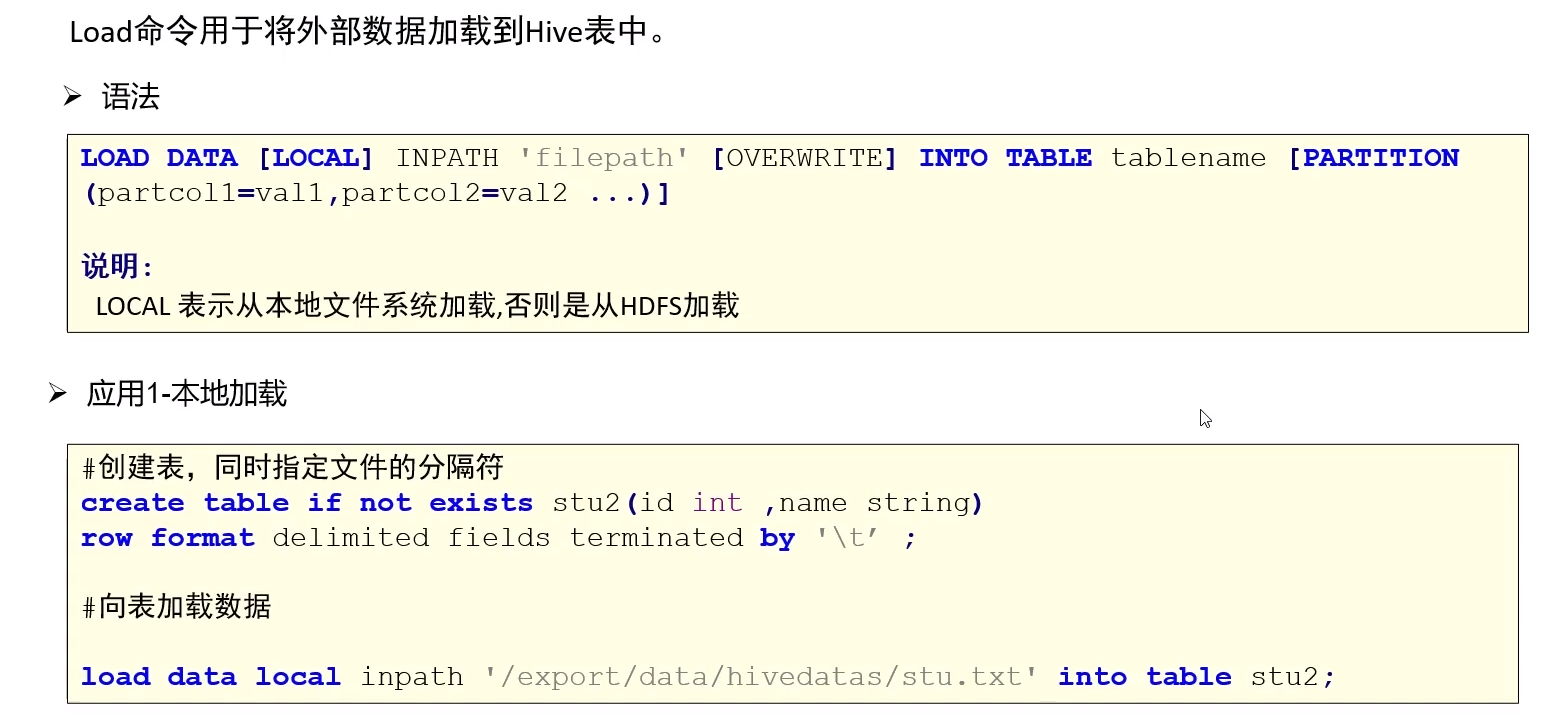 Load命令用于将外部数据加载到Hive表中。
➢ 语法
LOAD DATA [LOCAL] INPATH 'filepath' [OVERWRITE] INTO TABLE tablename [PARTITION
(partcol1=val1,partcol2=val2 ...)]
说明:
LOCAL 表示从本地文件系统加载,否则是从HDFS加载
➢ 应用1-本地加载
#创建表，同时指定文件的分隔符
create table if not exists stu2(id int ,name string)
row format delimited fields terminated by '\t’ ;
#向表加载数据
load data local inpath '/export/data/hivedatas/stu.txt' into table stu2;